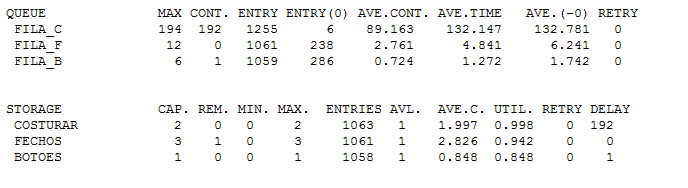 QUEUE MAX CONT. ENTRY ENTRY(0) AVE.CONT. AVE.TIME AVE.(-0) RETRY
FILA_C 194 192 1255 6 89.163 132.147 132.781 0
FILA_F 12 0 1061 238 2.761 4.841 6.241 0
FILA_B 6 1 1059 286 0.724 1.272 1.742 0
STORAGE CAP. REM. MIN. MAX. ENTRIES AVL. AVE.C. UTIL. RETRY DELAY
COSTURAR 2 0 0 2 1063 1 1.997 0.998 0 192
FECHOS 3 1 0 3 1061 1 2.826 0.942 0 0
BOTOES 1 0 0 1 1058 1 0.848 0.848 0 1